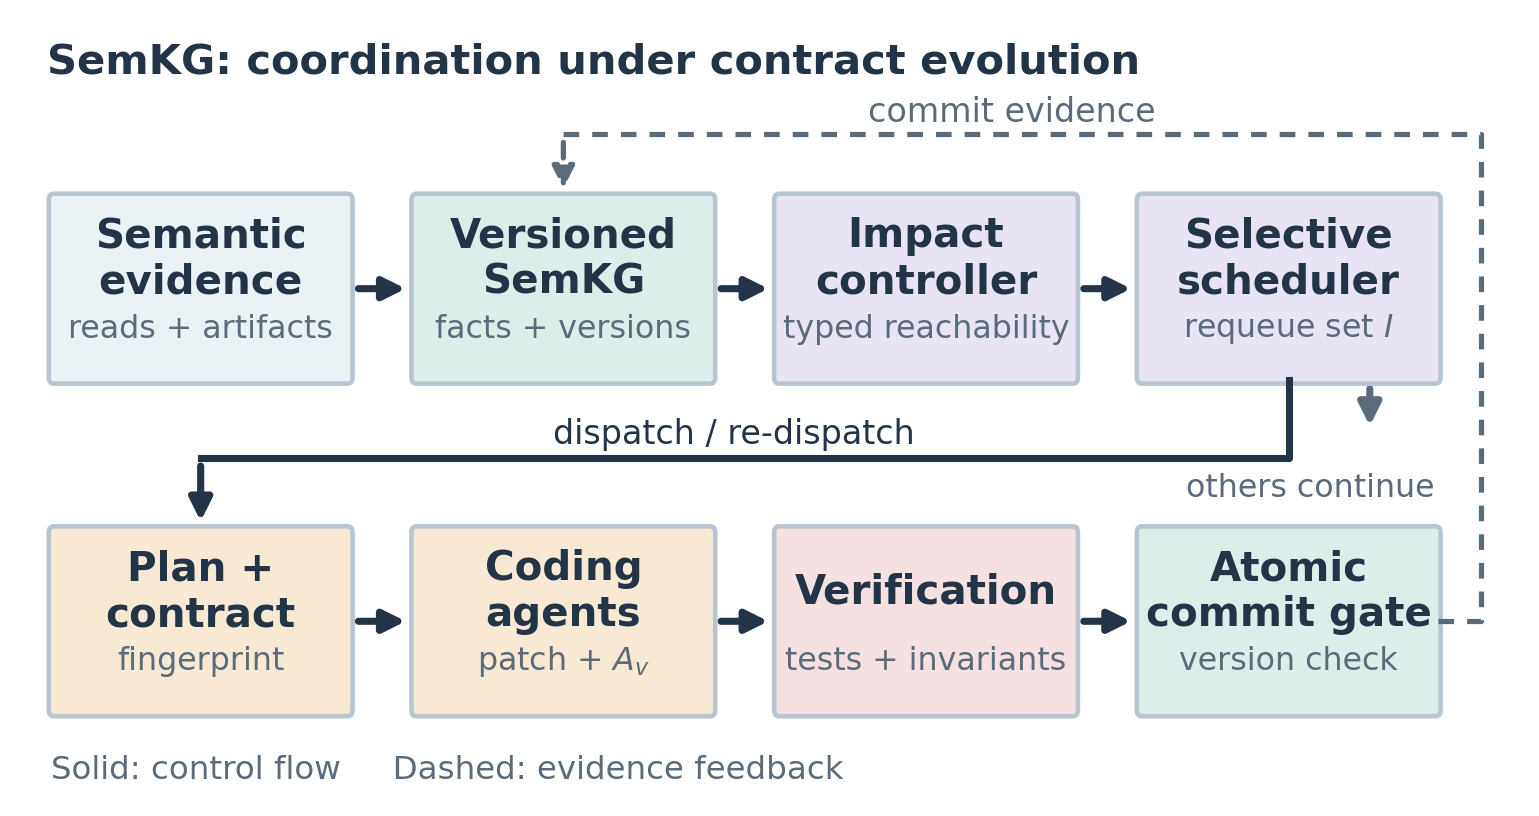 SemKG: coordination under contract evolution
commit evidence
Semantic
evidence
reads + artifacts
Versioned
SemKG
facts + versions
Impact
controller
typed reachability
Selective
scheduler
requeue set I
dispatch / re-dispatch
others continue
Plan +
contract
fingerprint
Coding
agents
patch + Aᵥ
Verification
tests + invariants
Atomic
commit gate
version check
Solid: control flow
Dashed: evidence feedback